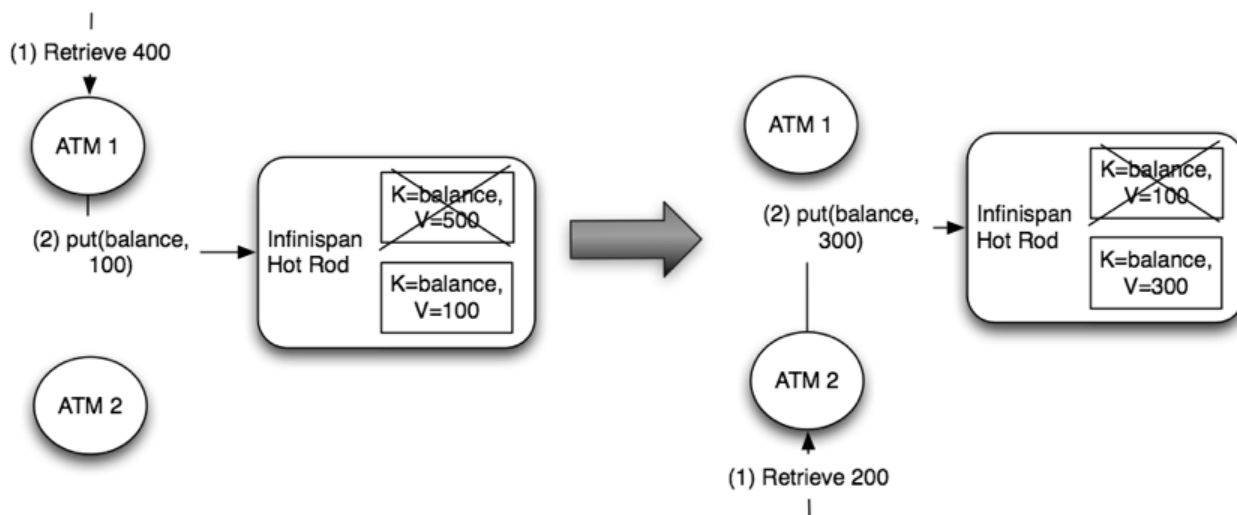 (1) Retrieve 400
ATM 1
(2) put(balance,
100)
Infinispan
Hot Rod
K=balance,
V=500
K=balance,
V=100
ATM 2
ATM 1
(2) put(balance,
300)
Infinispan
Hot Rod
K=balance,
V=100
K=balance,
V=300
ATM 2
(1) Retrieve 200